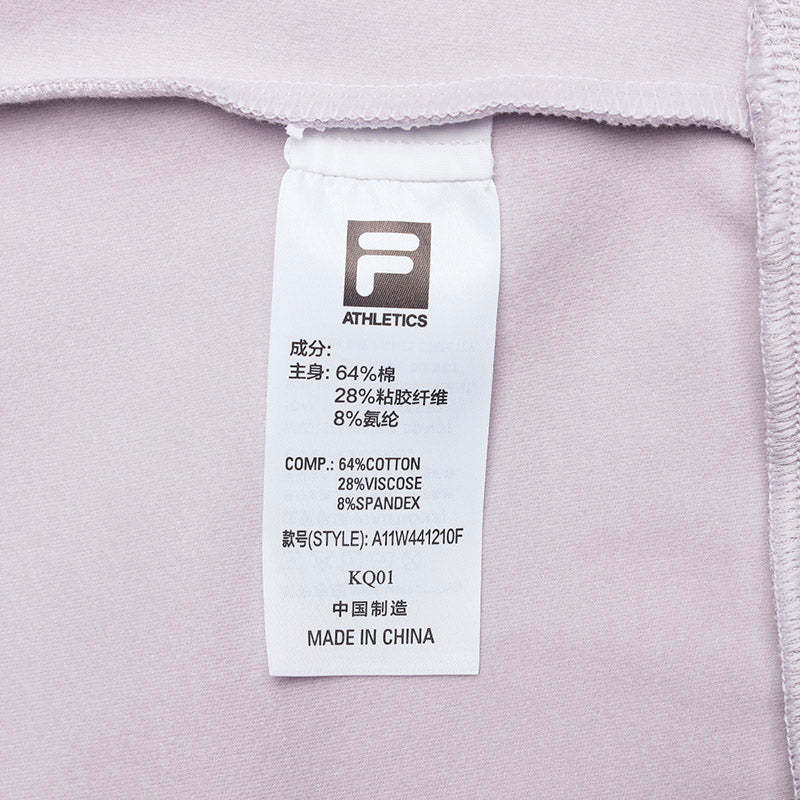 F
ATHLETICS
成分:
主身: 64%棉
28%粘胶纤维
8%氨纶
COMP.: 64%COTTON
28%VISCOSE
8%SPANDEX
款号(STYLE): A11W441210F
KQ01
中国制造
MADE IN CHINA